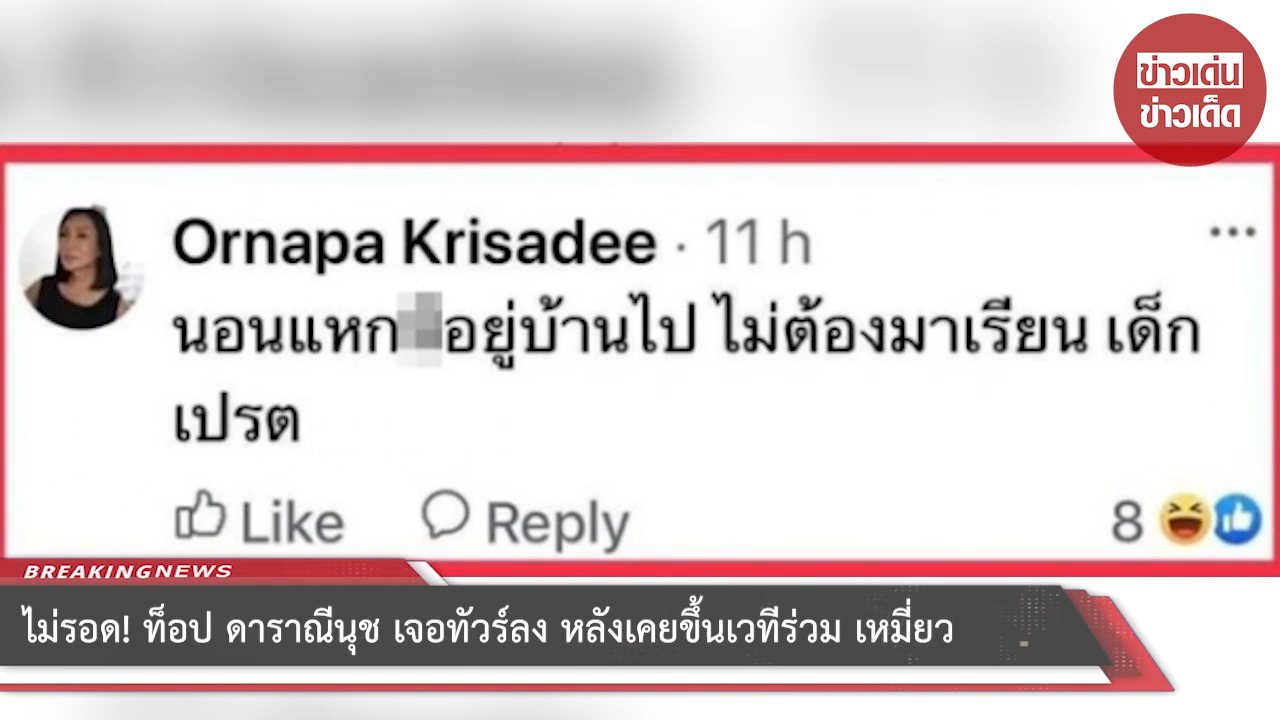 ข่าวเด่น
ข่าวเด็ด
Ornapa Krisadee · 11 h
นอนแหก อยู่บ้านไป ไม่ต้องมาเรียน เด็ก
เปรต
Like Reply 8
BREAKING NEWS
ไม่รอด! ท็อป ดาราณีนุช เจอทัวร์ลง หลังเคยขึ้นเวทีร่วม เหมี่ยว